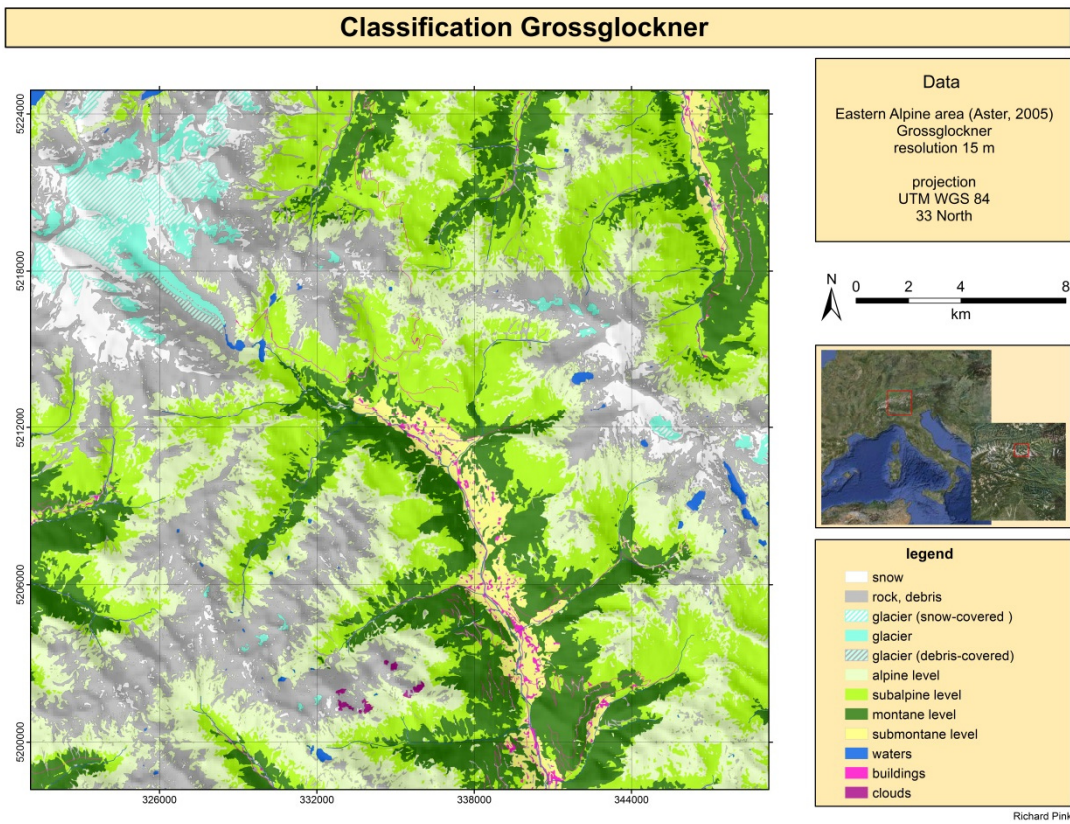 Classification Grossglockner
5224000
5218000
5212000
5206000
5200000
326000
332000
338000
344000
Data
Eastern Alpine area (Aster, 2005)
Grossglockner
resolution 15 m
projection
UTM WGS 84
33 North
N
0 2 4 8
km
legend
snow
rock, debris
glacier (snow-covered )
glacier
glacier (debris-covered)
alpine level
subalpine level
montane level
submontane level
waters
buildings
clouds
Richard Pink